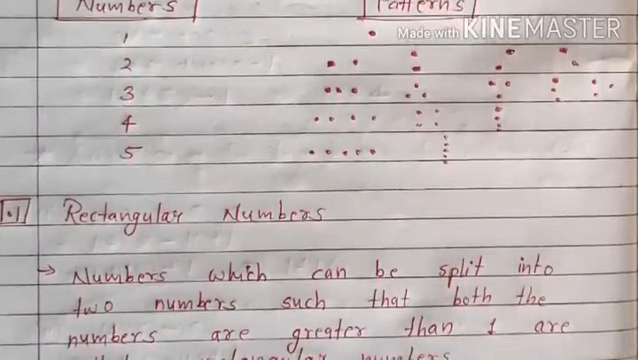 Numbers Patterns
Made with KINEMASTER
1
2
3
4
5
1.1 Rectangular Numbers
→ Numbers which can be split into
two numbers such that both the
numbers are greater than 1 are
numbers